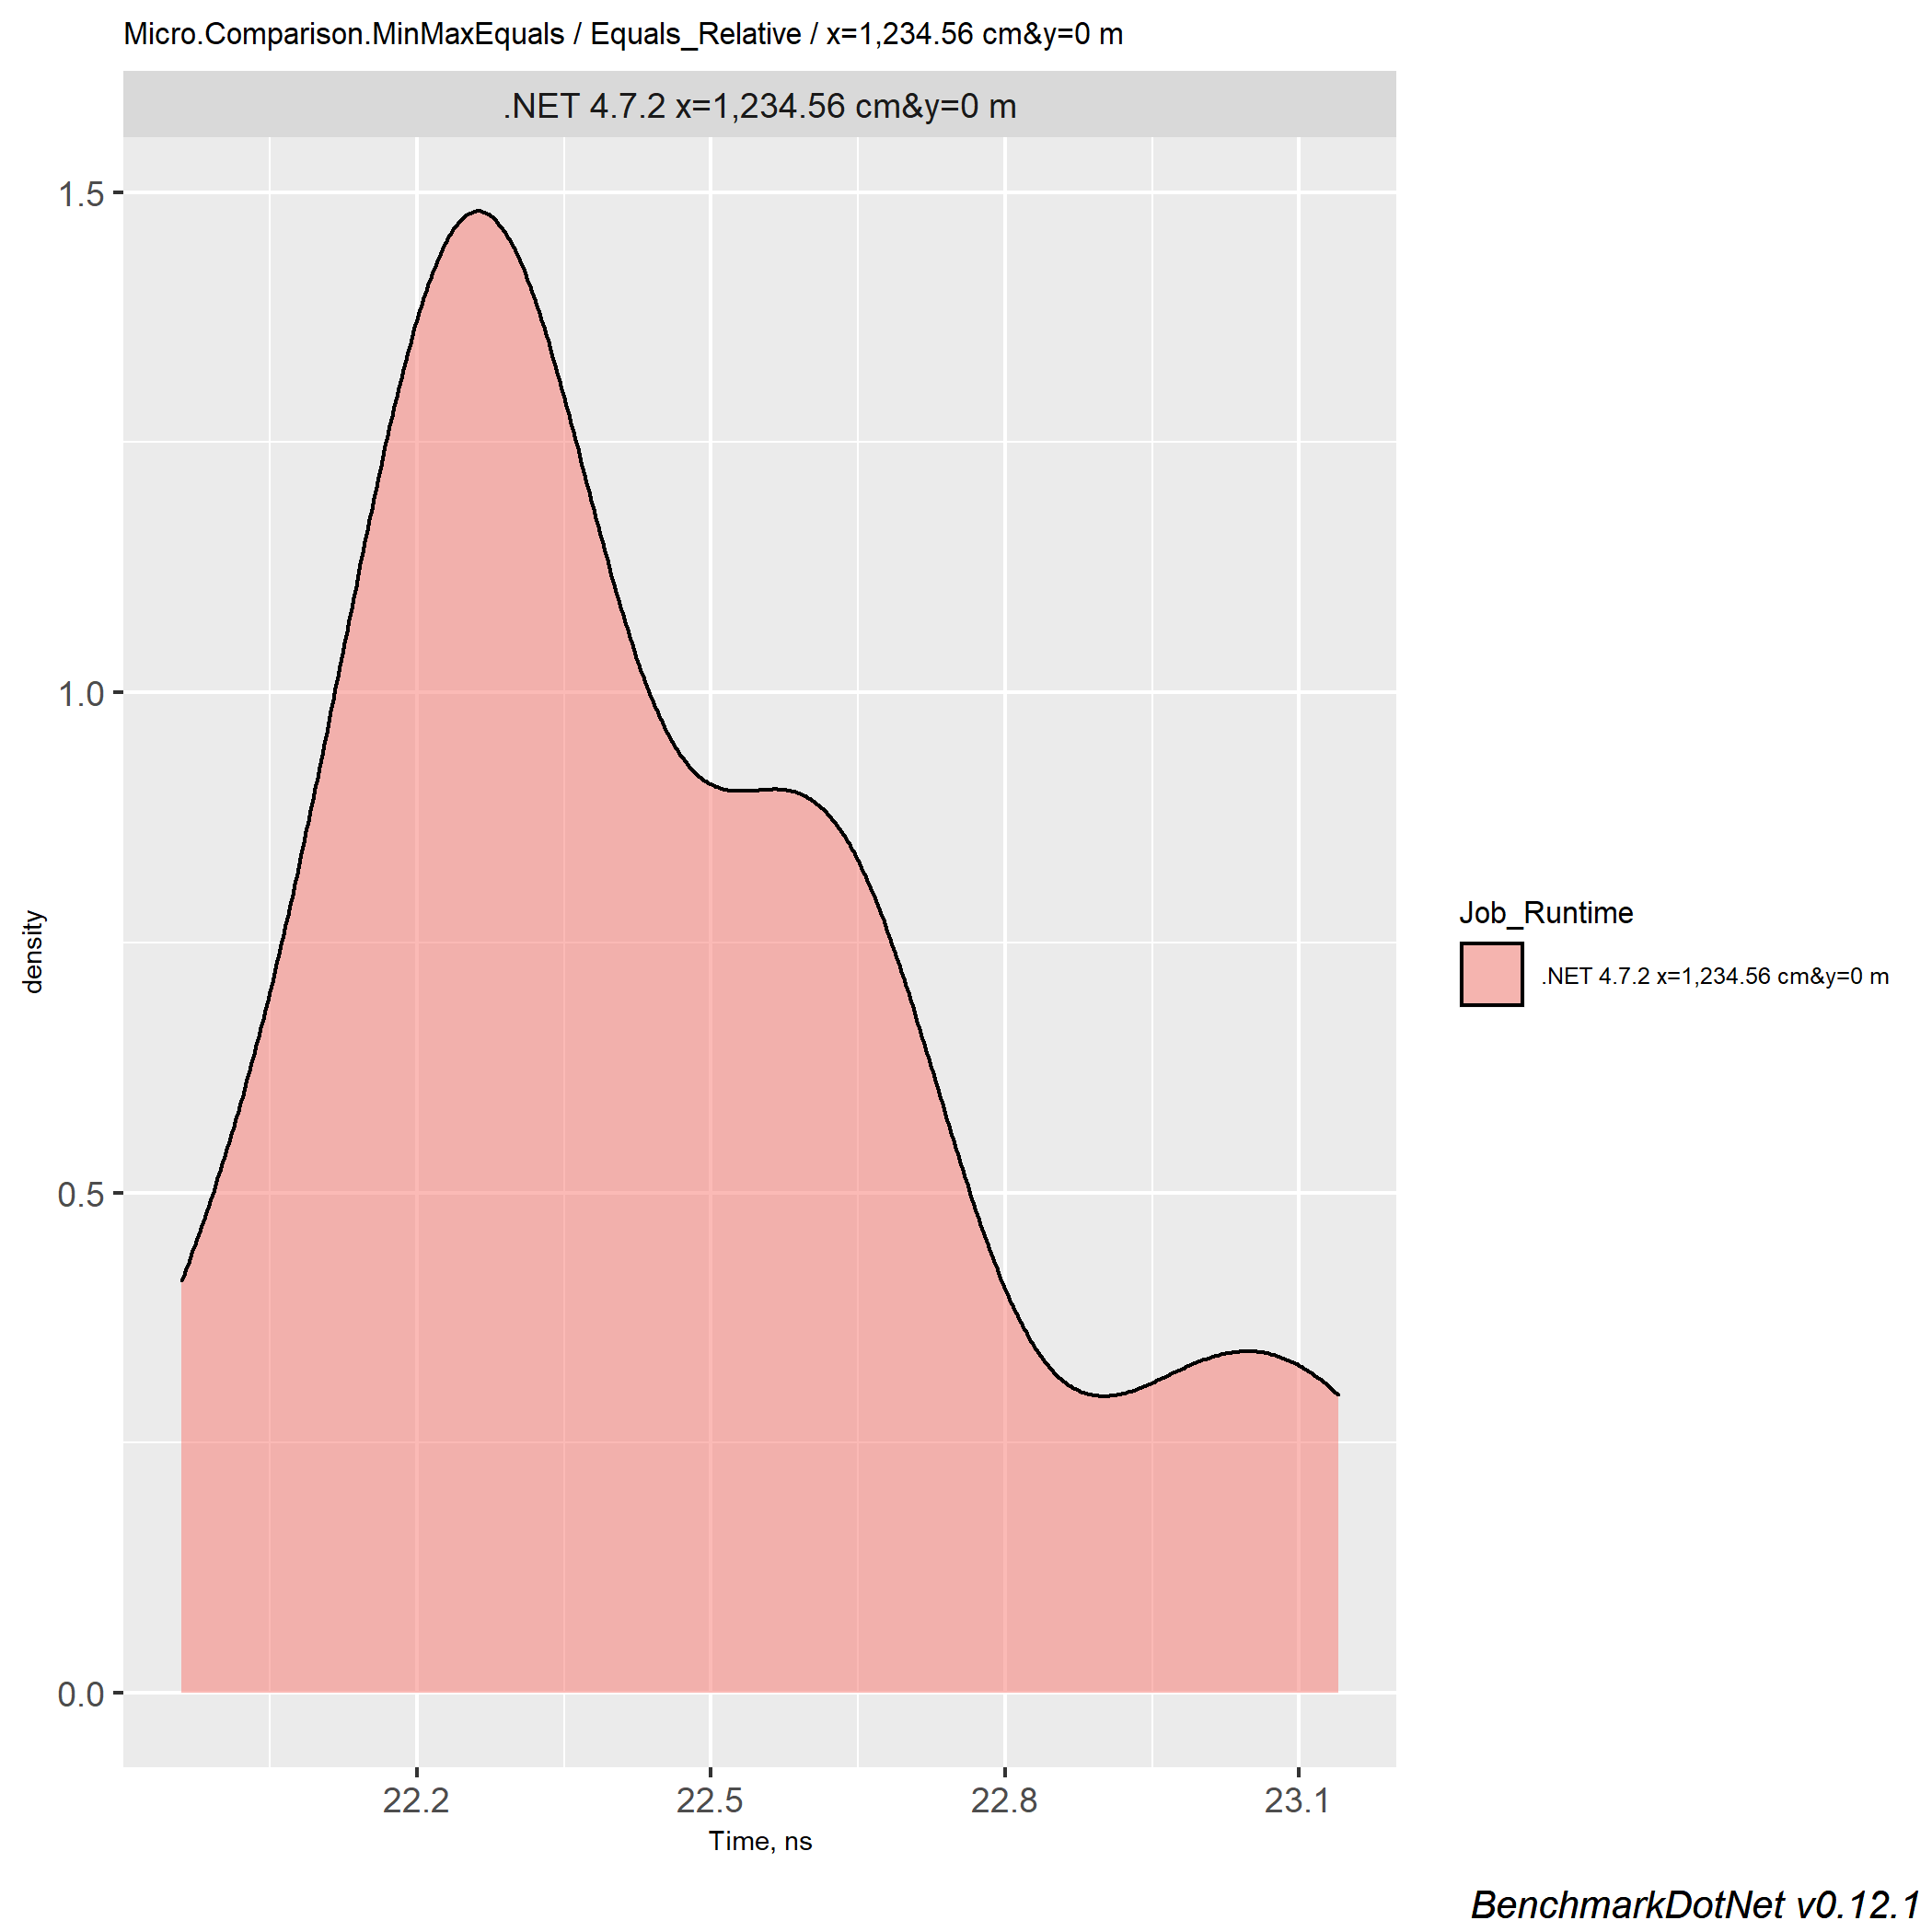 Micro.Comparison.MinMaxEquals / Equals_Relative / x=1,234.56 cm&y=0 m
.NET 4.7.2 x=1,234.56 cm&y=0 m
1.5
1.0
0.5
0.0
density
22.2 22.5 22.8 23.1
Time, ns
Job_Runtime
.NET 4.7.2 x=1,234.56 cm&y=0 m
BenchmarkDotNet v0.12.1